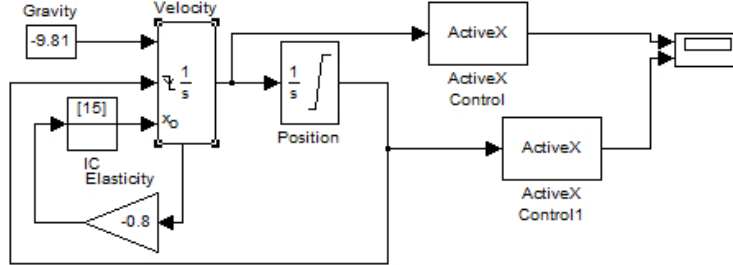 Gravity
-9.81
Velocity
1
s
x₀
[15]
IC
Elasticity
-0.8
1
s
Position
ActiveX
ActiveX
Control
ActiveX
ActiveX
Control1